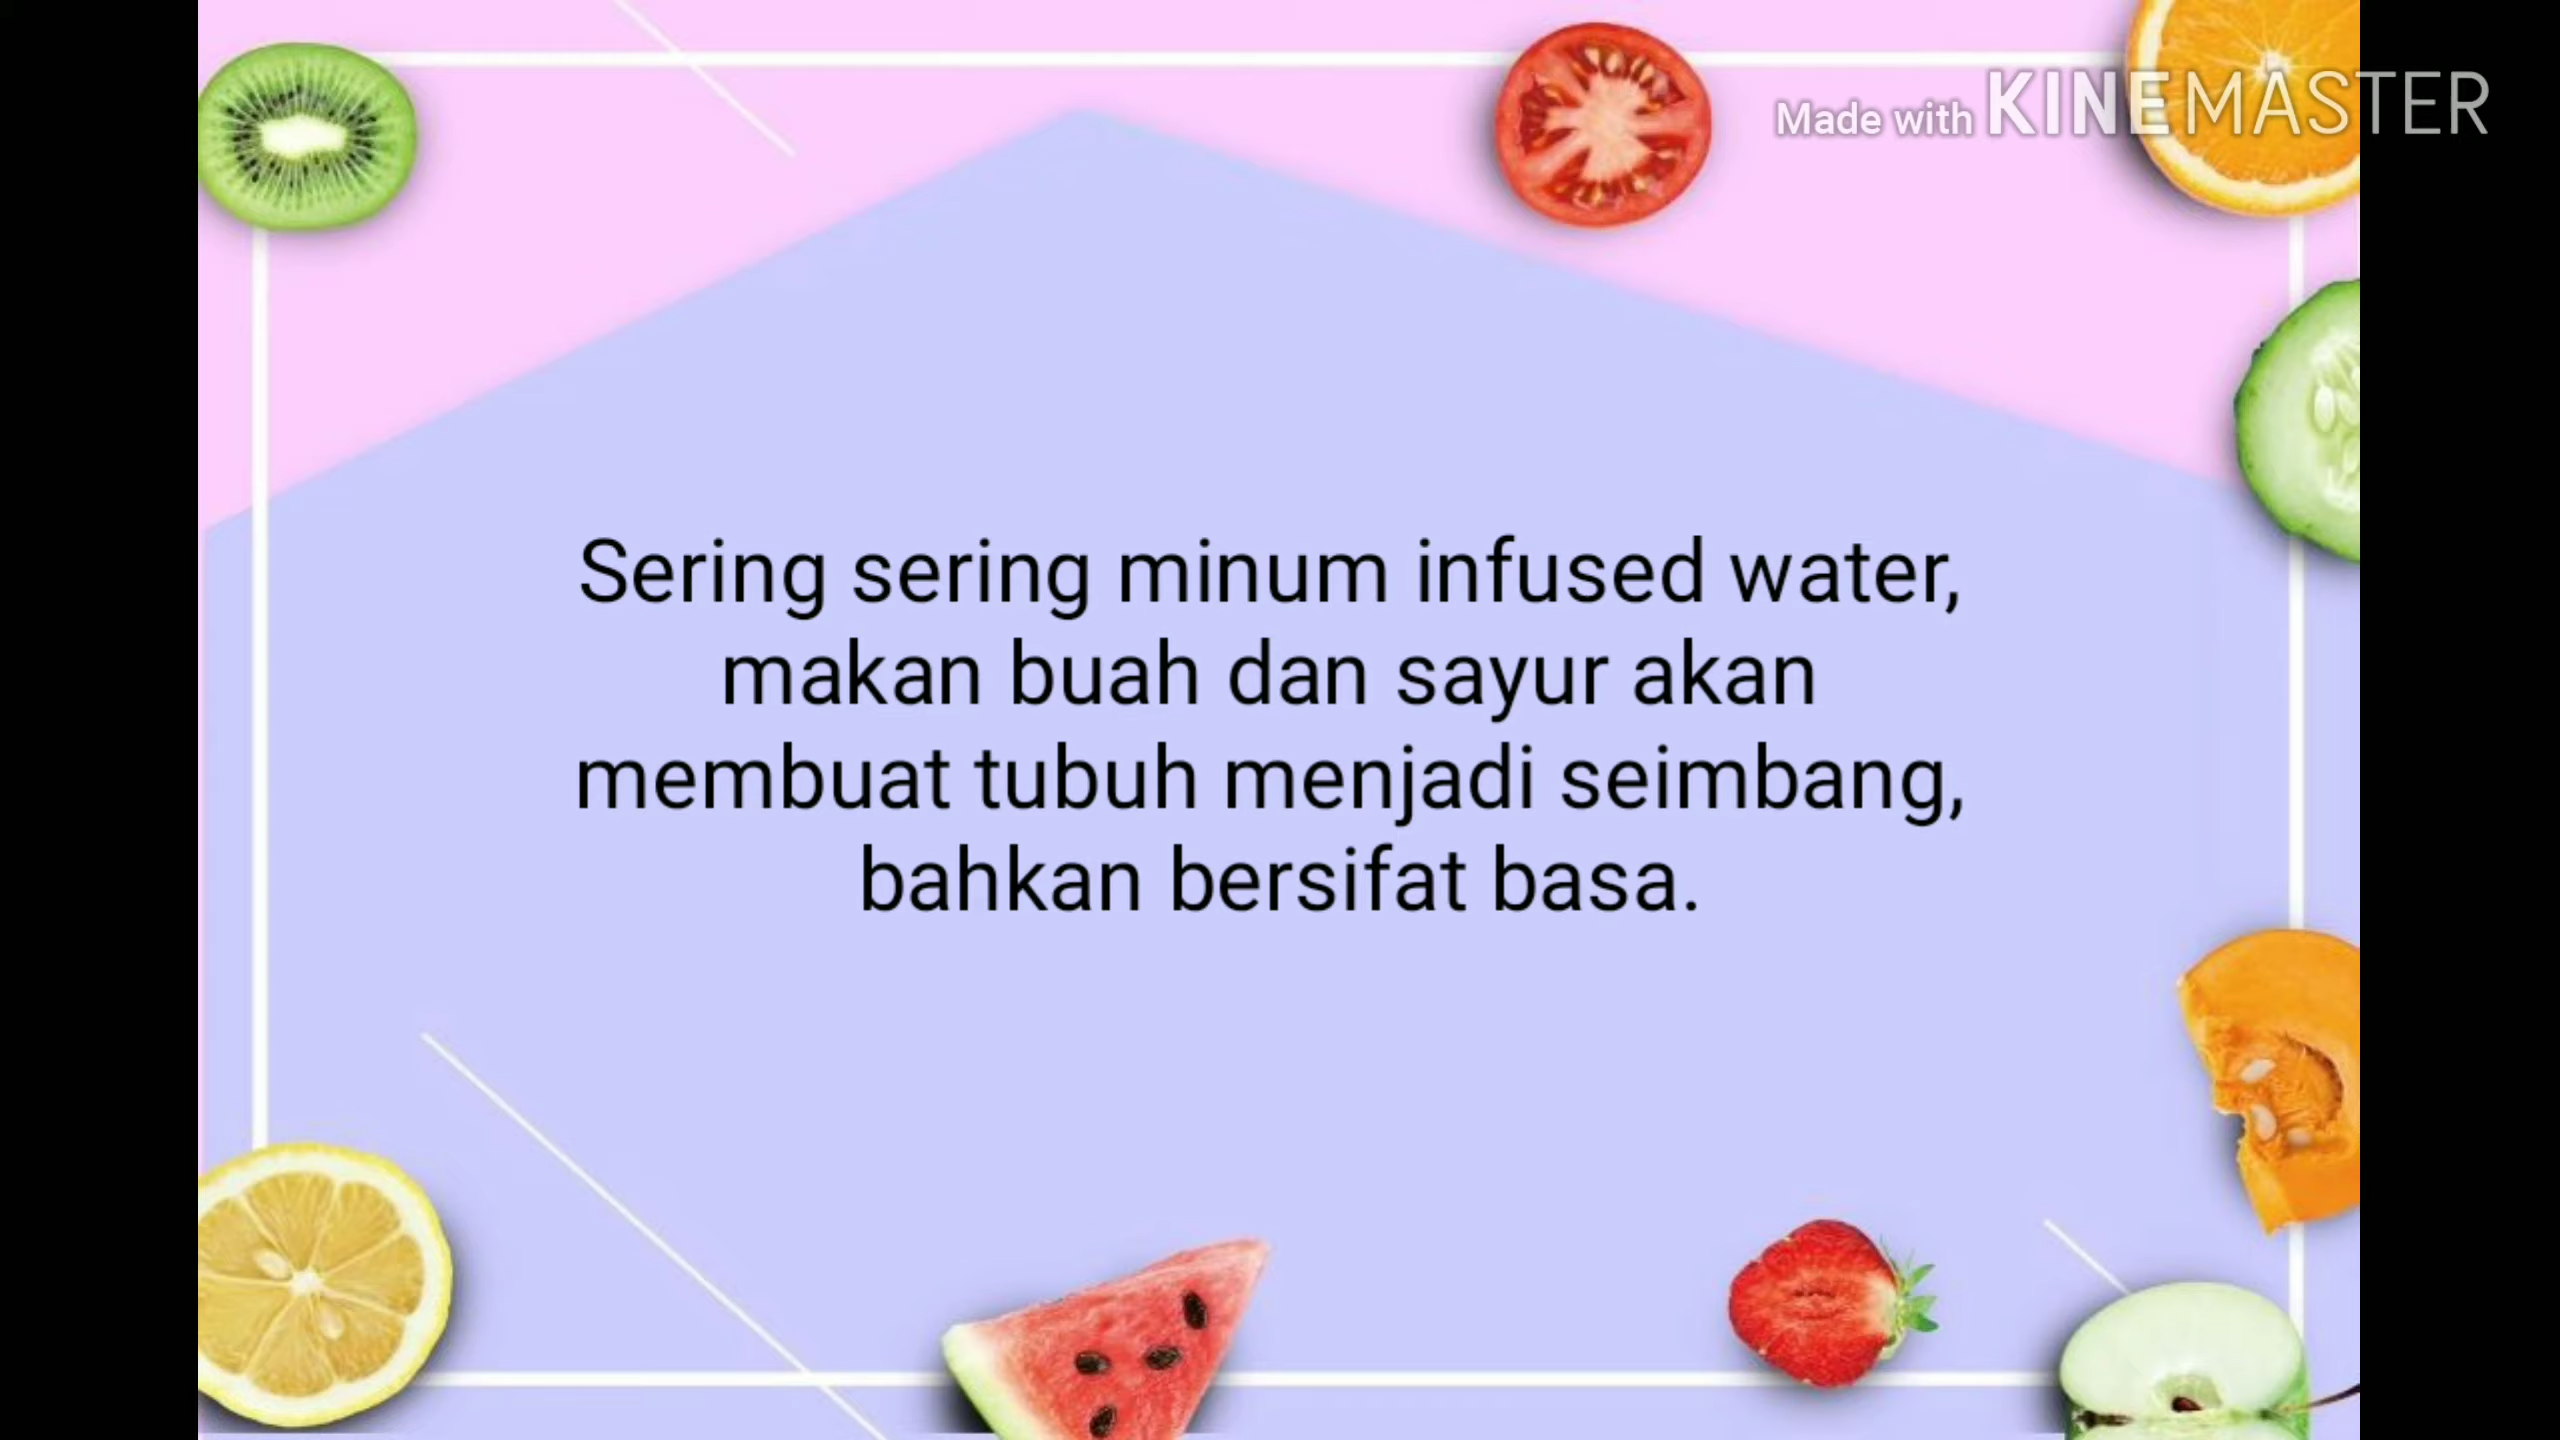 Made with KINEMASTER
Sering sering minum infused water,
makan buah dan sayur akan
membuat tubuh menjadi seimbang,
bahkan bersifat basa.